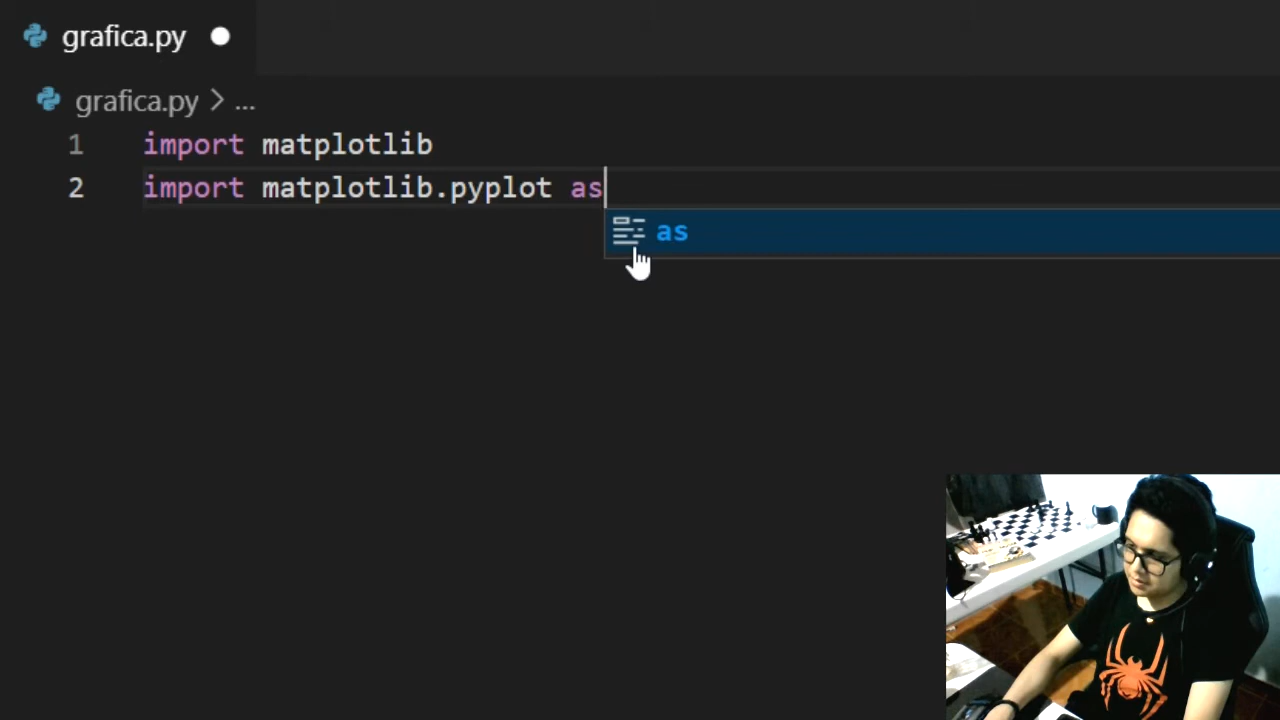 grafica.py
grafica.py > ...
1 import matplotlib
2 import matplotlib.pyplot as
as